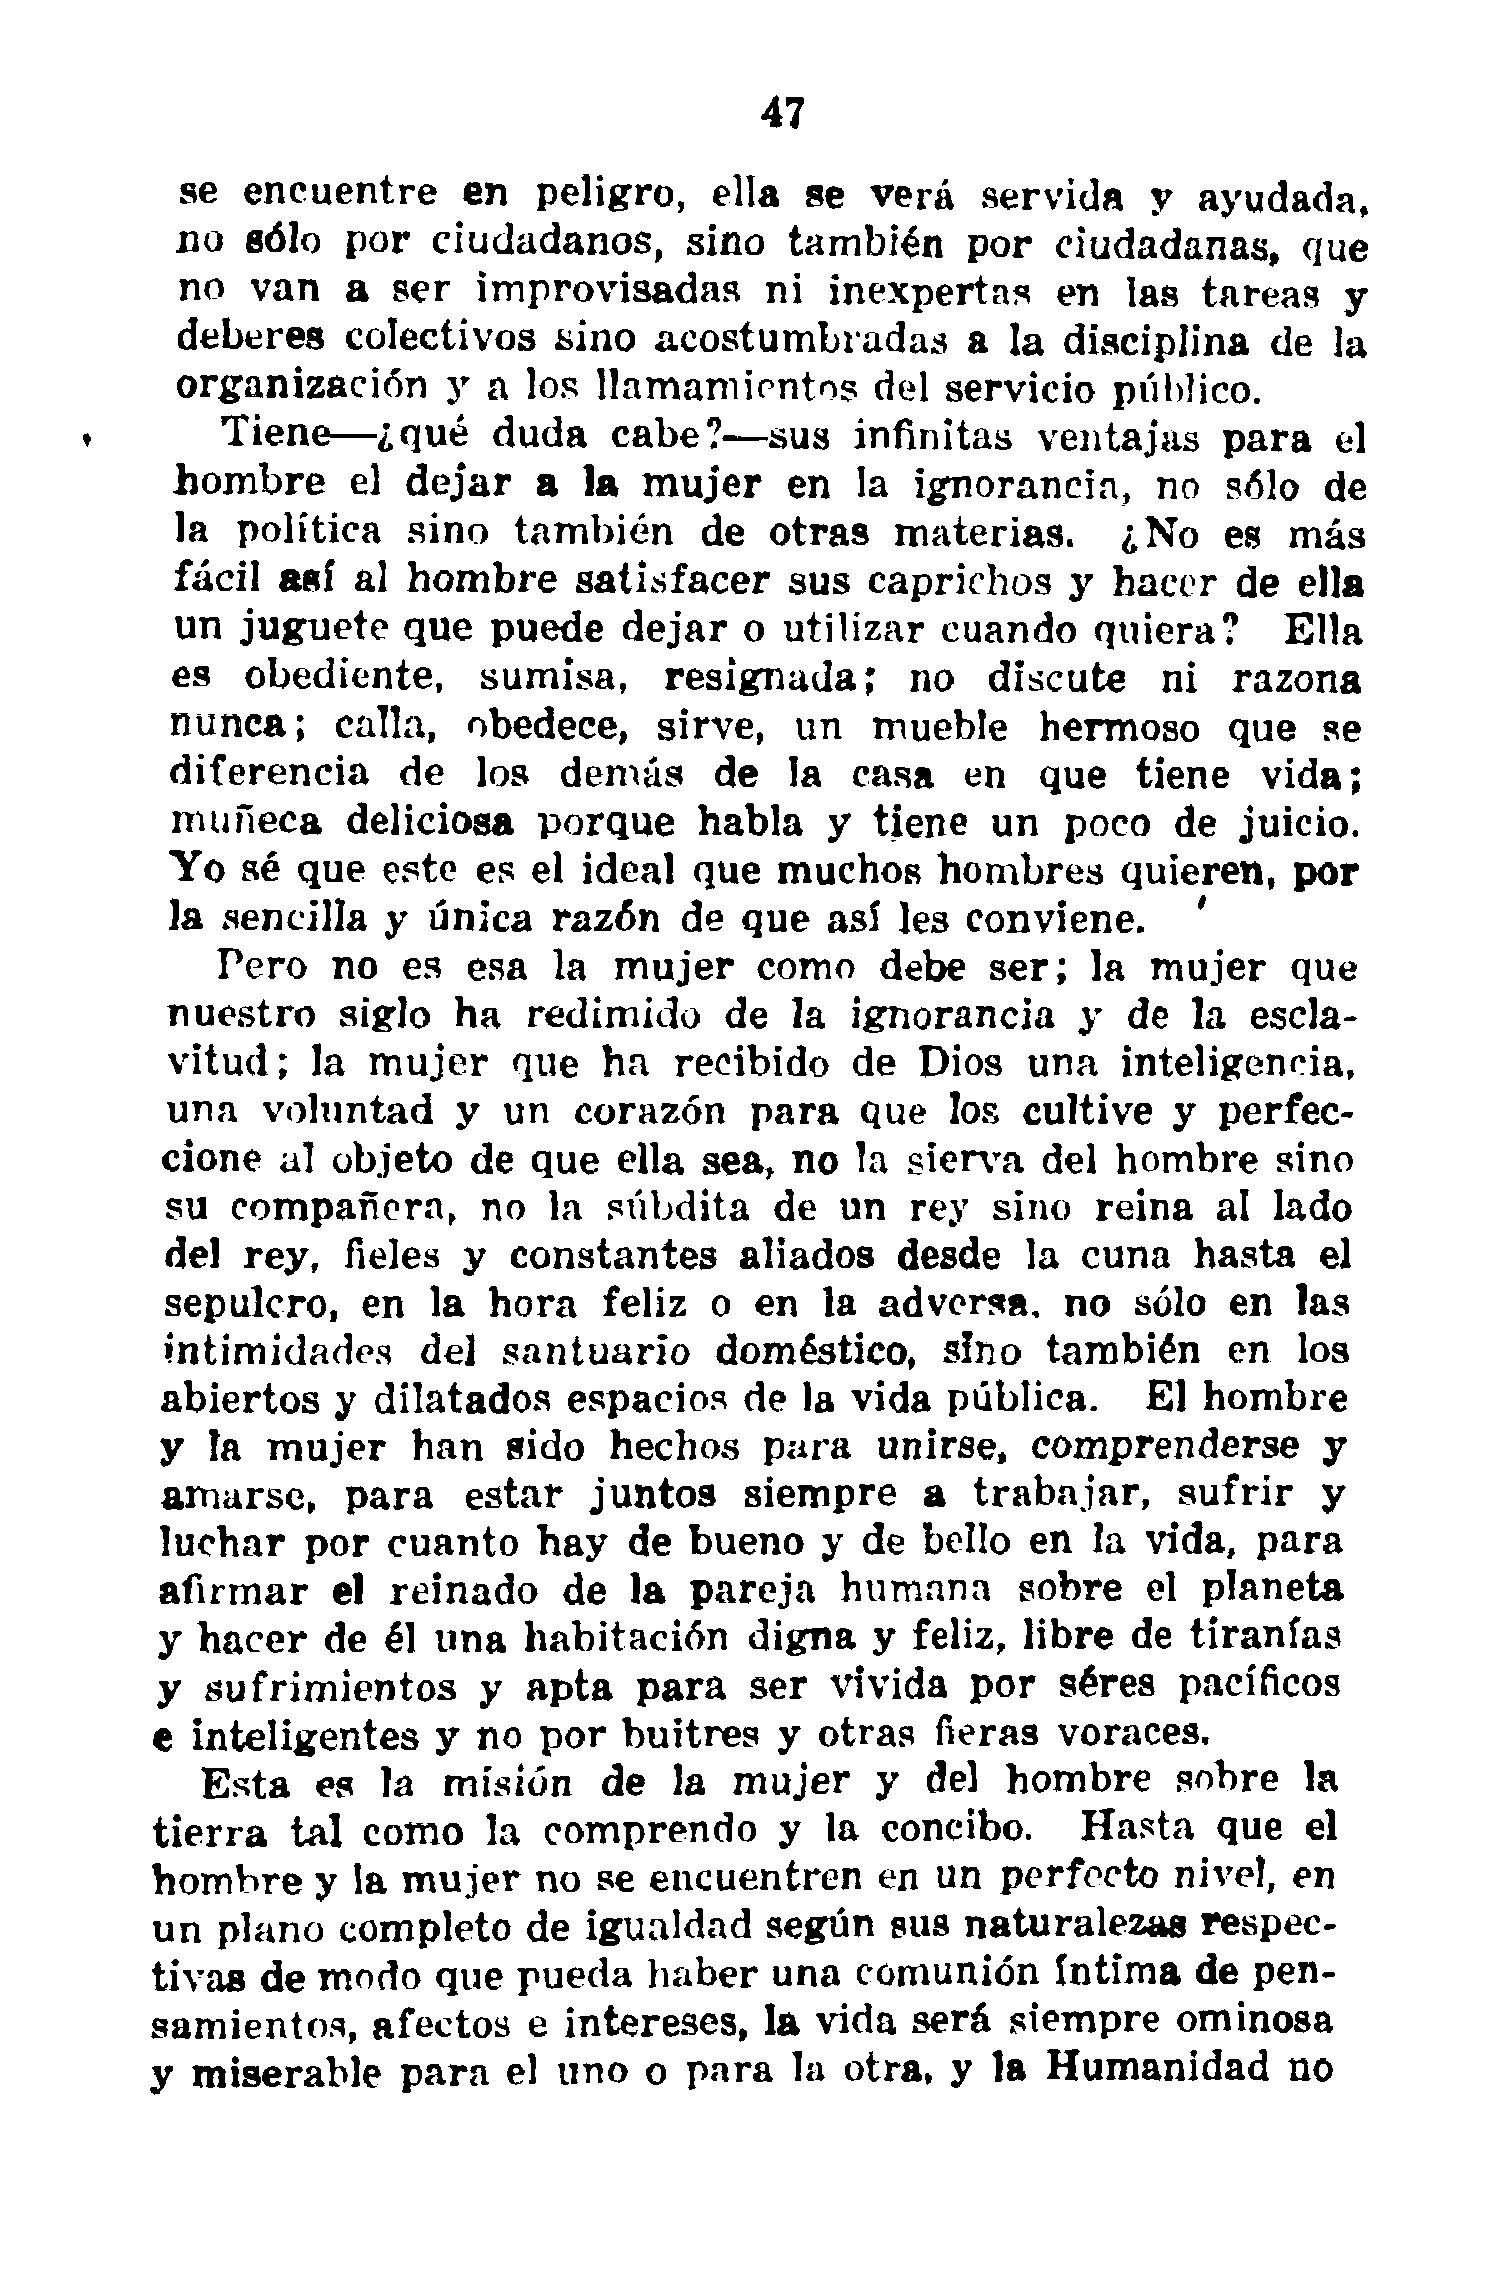 47
se encuentre en peligro, ella se verá servida y ayudada,
no sólo por ciudadanos, sino también por ciudadanas, que
no van a ser improvisadas ni inexpertas en las tareas y
deberes colectivos sino acostumbradas a la disciplina de la
organización y a los llamamientos del servicio público.
Tiene—¿qué duda cabe?—sus infinitas ventajas para el
hombre el dejar a la mujer en la ignorancia, no sólo de
la política sino también de otras materias. ¿No es más
fácil así al hombre satisfacer sus caprichos y hacer de ella
un juguete que puede dejar o utilizar cuando quiera? Ella
es obediente, sumisa, resignada; no discute ni razona
nunca; calla, obedece, sirve, un mueble hermoso que se
diferencia de los demás de la casa en que tiene vida;
muñeca deliciosa porque habla y tiene un poco de juicio.
Yo sé que este es el ideal que muchos hombres quieren, por
la sencilla y única razón de que así les conviene.
Pero no es esa la mujer como debe ser; la mujer que
nuestro siglo ha redimido de la ignorancia y de la escla-
vitud; la mujer que ha recibido de Dios una inteligencia,
una voluntad y un corazón para que los cultive y perfec-
cione al objeto de que ella sea, no la sierva del hombre sino
su compañera, no la súbdita de un rey sino reina al lado
del rey, fieles y constantes aliados desde la cuna hasta el
sepulcro, en la hora feliz o en la adversa, no sólo en las
intimidades del santuario doméstico, sino también en los
abiertos y dilatados espacios de la vida pública. El hombre
y la mujer han sido hechos para unirse, comprenderse y
amarse, para estar juntos siempre a trabajar, sufrir y
luchar por cuanto hay de bueno y de bello en la vida, para
afirmar el reinado de la pareja humana sobre el planeta
y hacer de él una habitación digna y feliz, libre de tiranías
y sufrimientos y apta para ser vivida por séres pacíficos
e inteligentes y no por buitres y otras fieras voraces.
Esta es la misión de la mujer y del hombre sobre la
tierra tal como la comprendo y la concibo. Hasta que el
hombre y la mujer no se encuentren en un perfecto nivel, en
un plano completo de igualdad según sus naturalezas respec-
tivas de modo que pueda haber una comunión íntima de pen-
samientos, afectos e intereses, la vida será siempre ominosa
y miserable para el uno o para la otra, y la Humanidad no